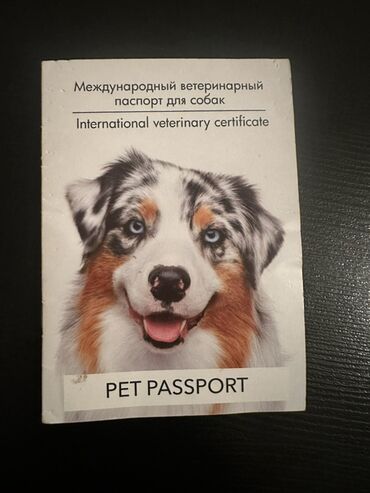 Международный ветеринарный
паспорт для собак
International veterinary certificate
PET PASSPORT